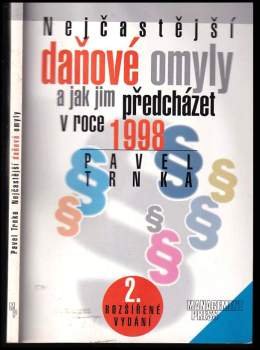 Nejčastější
daňové omyly
a jak jim předcházet
v roce 1998
PAVEL
TRNKA
2.
ROZŠÍŘENÉ
VYDÁNÍ
MANAGEMENT
PRESS
Pavel Trnka Nejčastější daňové omyly